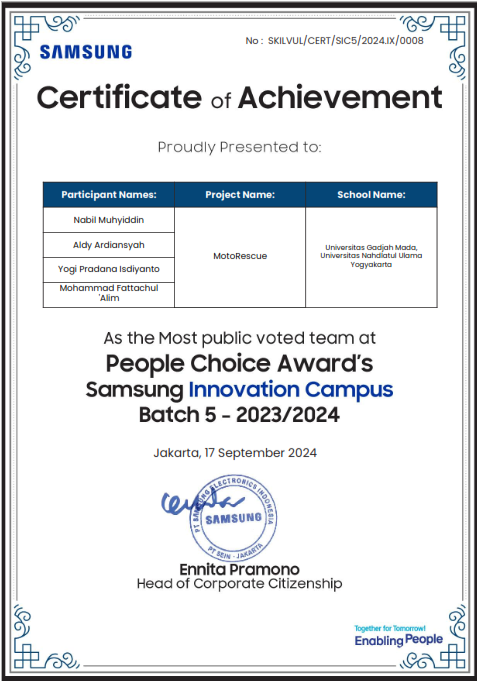 No : SKILVUL/CERT/SIC5/2024.IX/0008
SAMSUNG
Certificate of Achievement
Proudly Presented to:
Participant Names:
Project Name:
School Name:
Nabil Muhyiddin
Aldy Ardiansyah
Yogi Pradana Isdiyanto
Mohammad Fattachul
'Alim
MotoRescue
Universitas Gadjah Mada,
Universitas Nahdlatul Ulama
Yogyakarta
As the Most public voted team at
People Choice Award's
Samsung Innovation Campus
Batch 5 - 2023/2024
Jakarta, 17 September 2024
PT SAMSUNG ELECTRONICS INDONESIA
SAMSUNG
PT SEIN - JAKARTA
Ennita Pramono
Head of Corporate Citizenship
Together for Tomorrow!
Enabling People